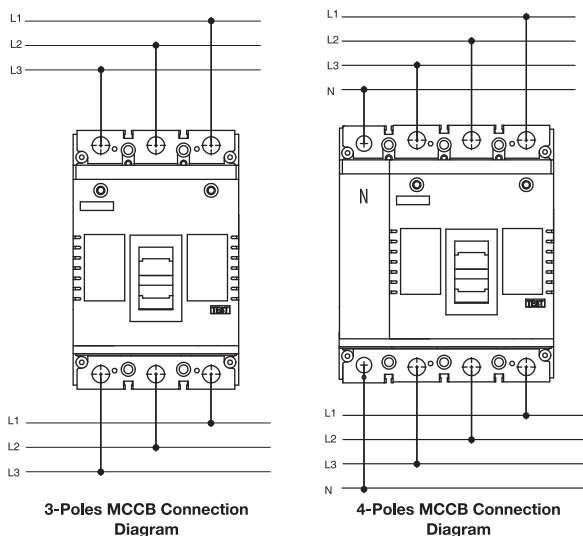 L1
L2
L3
TEST
L1
L2
L3
3-Poles MCCB Connection
Diagram
L1
L2
L3
N
N
TEST
L1
L2
L3
N
4-Poles MCCB Connection
Diagram